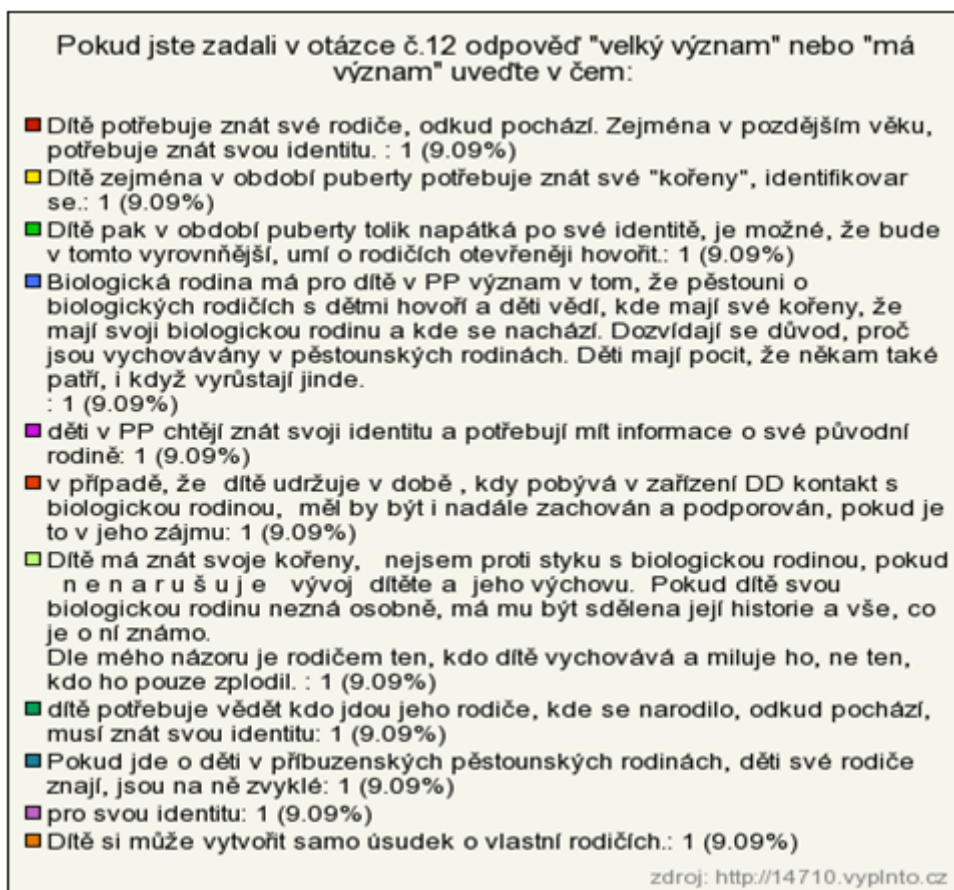 Pokud jste zadali v otázce č.12 odpověď "velký význam" nebo "má
význam" uveďte v čem:
Dítě potřebuje znát své rodiče, odkud pochází. Zejména v pozdějším věku,
potřebuje znát svou identitu. : 1 (9.09%)
Dítě zejména v období puberty potřebuje znát své "kořeny", identifikovar
se.: 1 (9.09%)
Dítě pak v období puberty tolik napátká po své identitě, je možné, že bude
v tomto vyrovnňější, umí o rodičích otevřeněji hovořit.: 1 (9.09%)
Biologická rodina má pro dítě v PP význam v tom, že pěstouni o
biologických rodičích s dětmi hovoří a děti vědí, kde mají své kořeny, že
mají svoji biologickou rodinu a kde se nachází. Dozvídají se důvod, proč
jsou vychovávány v pěstounských rodinách. Děti mají pocit, že někam také
patří, i když vyrůstají jinde.
: 1 (9.09%)
děti v PP chtějí znát svoji identitu a potřebují mít informace o své původní
rodině: 1 (9.09%)
v případě, že dítě udržuje v době , kdy pobývá v zařízení DD kontakt s
biologickou rodinou, měl by být i nadále zachován a podporován, pokud je
to v jeho zájmu: 1 (9.09%)
Dítě má znát svoje kořeny, nejsem proti styku s biologickou rodinou, pokud
n e n a r u š u j e vývoj dítěte a jeho výchovu. Pokud dítě svou
biologickou rodinu nezná osobně, má mu být sdělena její historie a vše, co
je o ní známo.
Dle mého názoru je rodičem ten, kdo dítě vychovává a miluje ho, ne ten,
kdo ho pouze zplodil. : 1 (9.09%)
dítě potřebuje vědět kdo jdou jeho rodiče, kde se narodilo, odkud pochází,
musí znát svou identitu: 1 (9.09%)
Pokud jde o děti v příbuzenských pěstounských rodinách, děti své rodiče
znají, jsou na ně zvyklé: 1 (9.09%)
pro svou identitu: 1 (9.09%)
Dítě si může vytvořit samo úsudek o vlastní rodičích.: 1 (9.09%)
zdroj: http://14710.vyplnto.cz